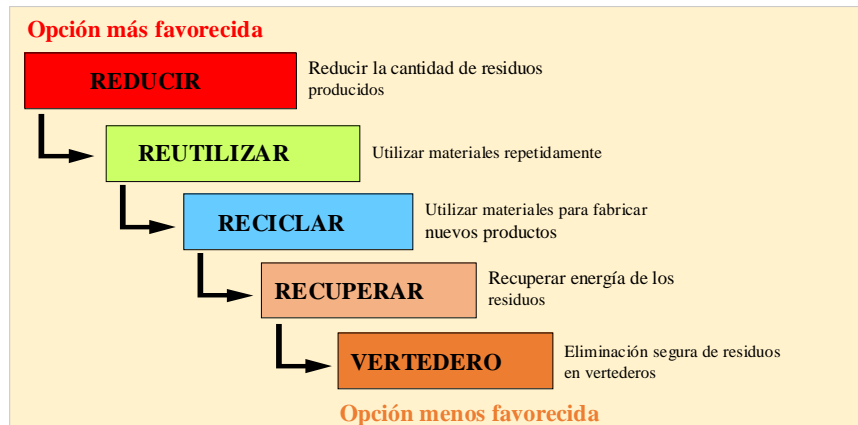 Opción más favorecida
REDUCIR
Reducir la cantidad de residuos
producidos
REUTILIZAR
Utilizar materiales repetidamente
RECICLAR
Utilizar materiales para fabricar
nuevos productos
RECUPERAR
Recuperar energía de los
residuos
VERTEDERO
Eliminación segura de residuos
en vertederos
Opción menos favorecida